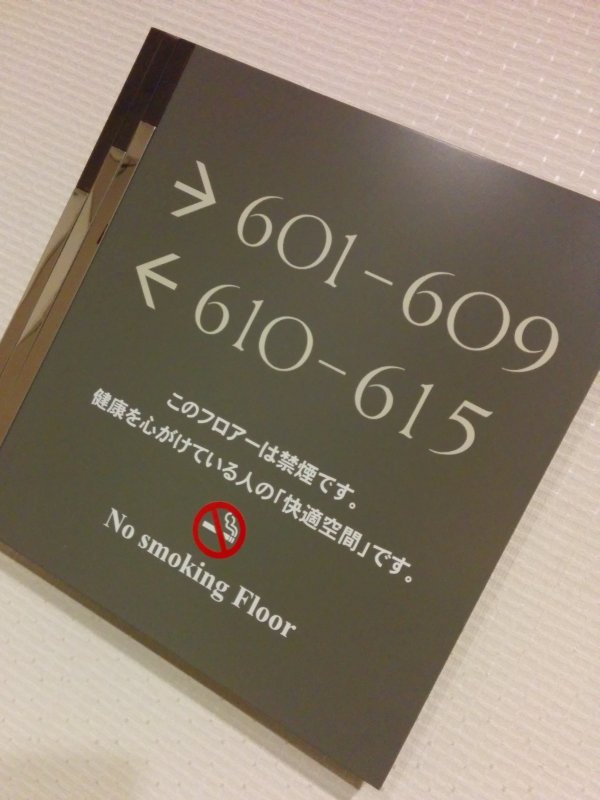 → 601-609
← 610-615
このフロアーは禁煙です。
健康を心がけている人の「快適空間」です。
No smoking Floor